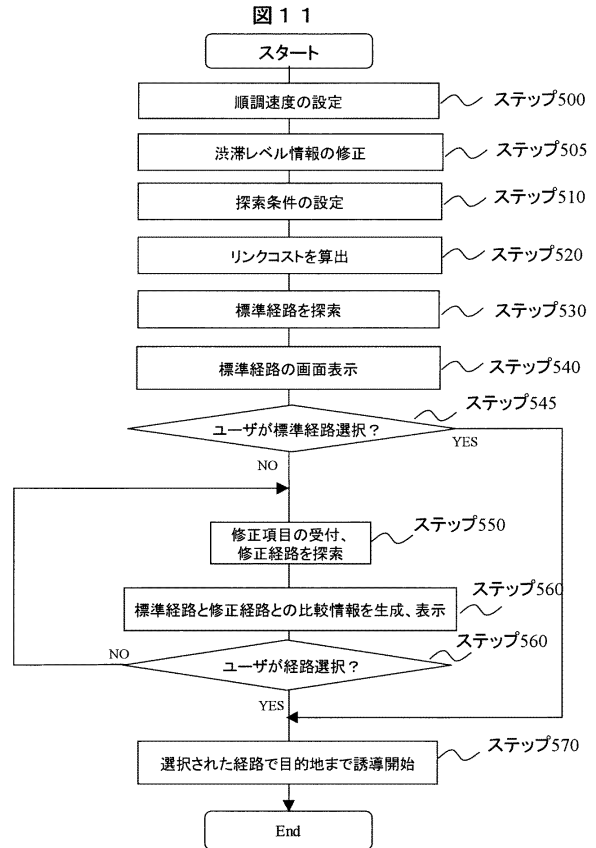 図１１
スタート
順調速度の設定
ステップ500
渋滞レベル情報の修正
ステップ505
探索条件の設定
ステップ510
リンクコストを算出
ステップ520
標準経路を探索
ステップ530
標準経路の画面表示
ステップ540
ステップ545
ユーザが標準経路選択？
YES
NO
ステップ550
修正項目の受付、
修正経路を探索
ステップ560
標準経路と修正経路との比較情報を生成、表示
ステップ560
NO
ユーザが経路選択？
YES
ステップ570
選択された経路で目的地まで誘導開始
End